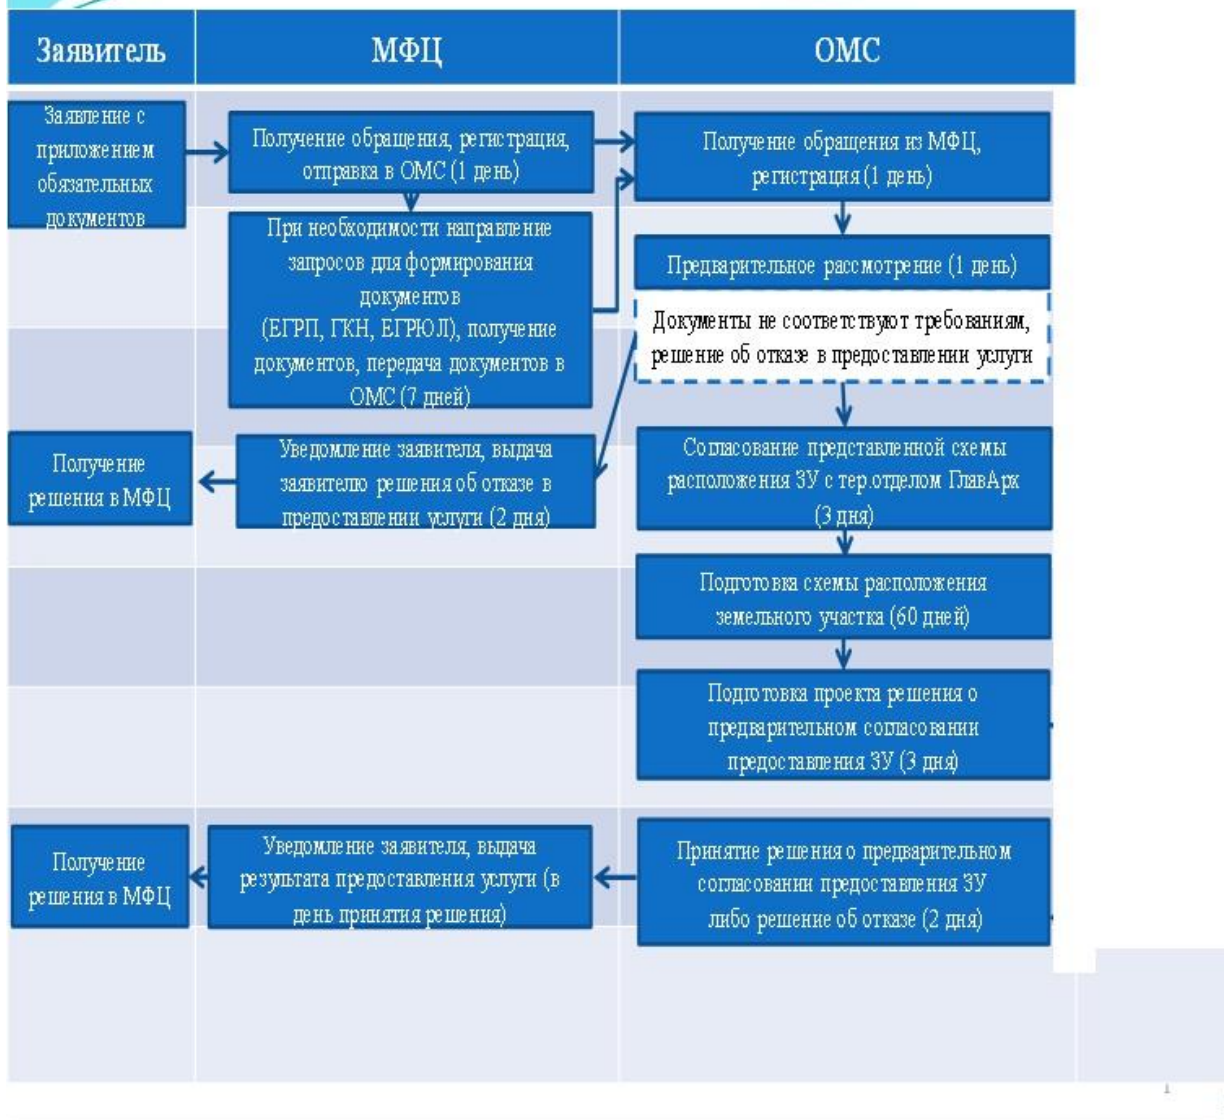 Заявитель
МФЦ
ОМС
Заявление с
приложением
обязательных
документов
Получение обращения, регистрация,
отправка в ОМС (1 день)
Получение обращения из МФЦ,
регистрация (1 день)
При необходимости направление
запросов для формирования
документов
(ЕГРП, ГКН, ЕГРЮЛ), получение
документов, передача документов в
ОМС (7 дней)
Предварительное рассмотрение (1 день)
Документы не соответствуют требованиям,
решение об отказе в предоставлении услуги
Получение
решения в МФЦ
Уведомление заявителя, выдача
заявителю решения об отказе в
предоставлении услуги (2 дня)
Согласование представленной схемы
расположения ЗУ с тер.отделом ГлавАрх
(3 дня)
Подготовка схемы расположения
земельного участка (60 дней)
Подготовка проекта решения о
предварительном согласовании
предоставления ЗУ (3 дня)
Получение
решения в МФЦ
Уведомление заявителя, выдача
результата предоставления услуги (в
день принятия решения)
Принятие решения о предварительном
согласовании предоставления ЗУ
либо решение об отказе (2 дня)
1